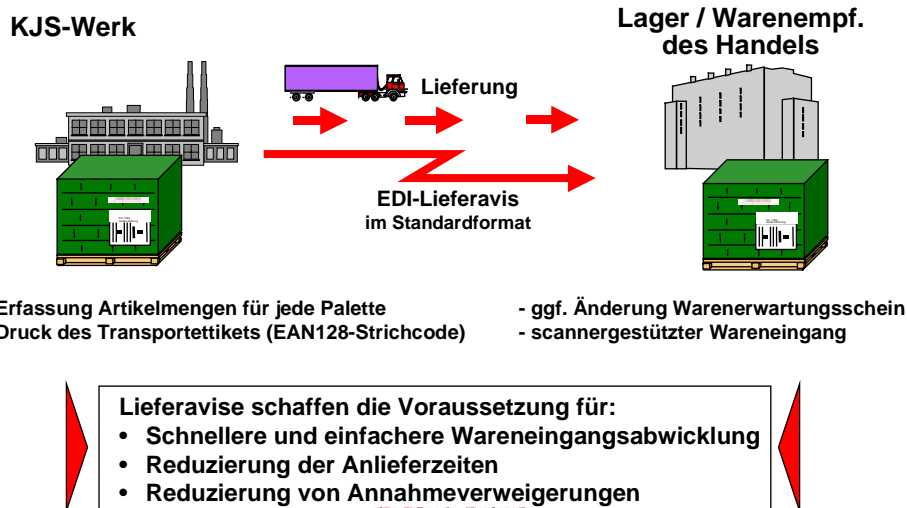 KJS-Werk
Lager / Warenempf.
des Handels
Lieferung
EDI-Lieferavis
im Standardformat
Erfassung Artikelmengen für jede Palette
Druck des Transportettikets (EAN128-Strichcode)
- ggf. Änderung Warenerwartungsschein
- scannergestützter Wareneingang
Lieferavise schaffen die Voraussetzung für:
• Schnellere und einfachere Wareneingangsabwicklung
• Reduzierung der Anlieferzeiten
• Reduzierung von Annahmeverweigerungen